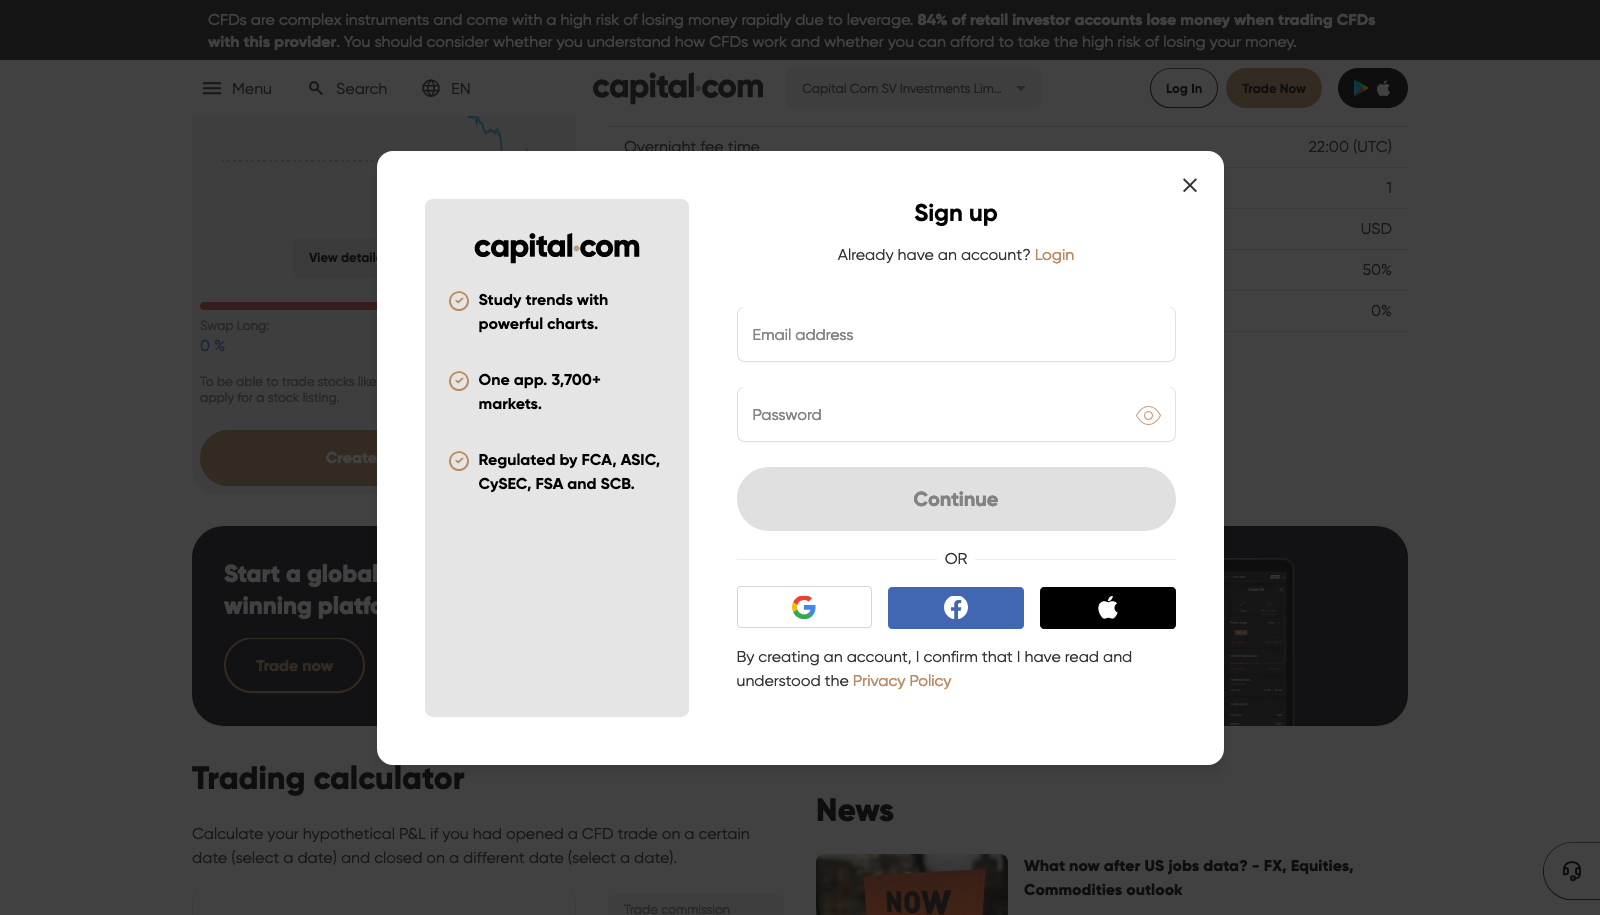 CFDs are complex instruments and come with a high risk of losing money rapidly due to leverage. 84% of retail investor accounts lose money when trading CFDs
with this provider. You should consider whether you understand how CFDs work and whether you can afford to take the high risk of losing your money.
Menu
Search
EN
capital.com
Capital Com SV Investments Lim...
Log In
Trade Now
Overnight fee time
22:00 (UTC)
1
USD
50%
0%
View detaile
Swap Long:
0 %
To be able to trade stocks like
apply for a stock listing.
Create
capital.com
Study trends with
powerful charts.
One app. 3,700+
markets.
Regulated by FCA, ASIC,
CySEC, FSA and SCB.
Sign up
Already have an account? Login
Email address
Password
Continue
OR
By creating an account, I confirm that I have read and
understood the Privacy Policy
Start a global
winning platfo
Trade now
Trading calculator
Calculate your hypothetical P&L if you had opened a CFD trade on a certain
date (select a date) and closed on a different date (select a date).
Trade commission
News
NOW
What now after US jobs data? - FX, Equities,
Commodities outlook